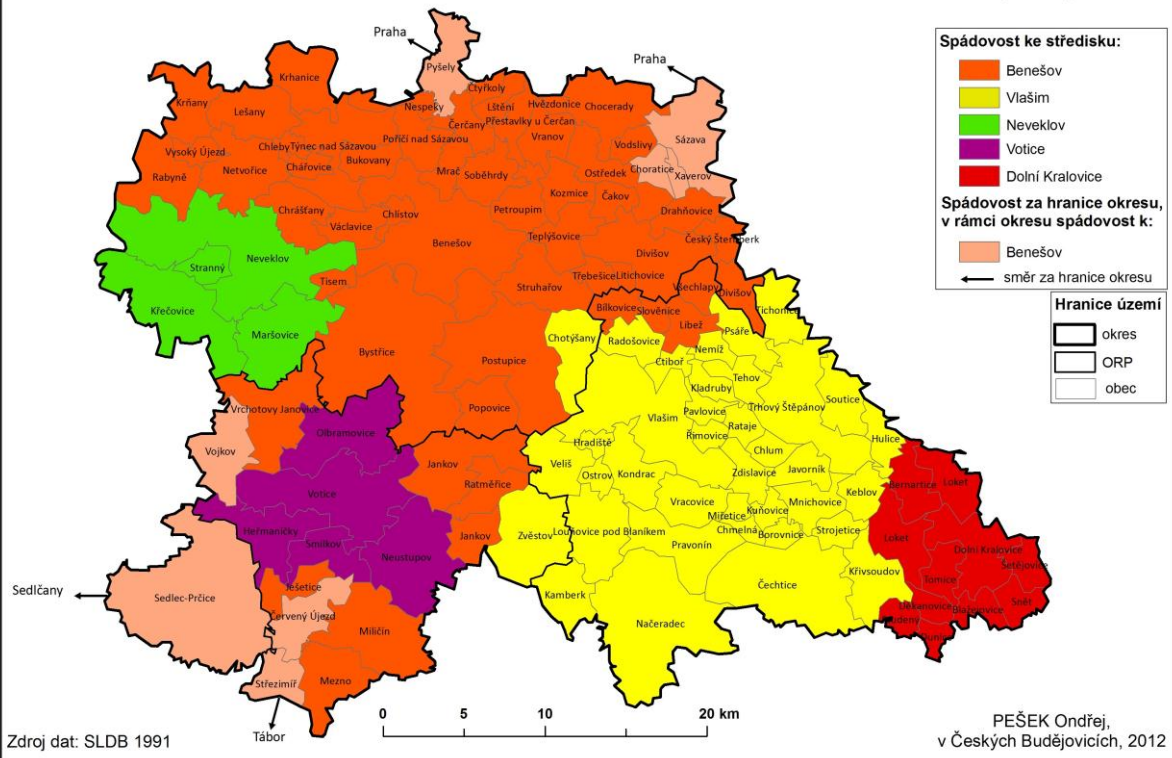 Praha
Praha
Pyšely
Krhanice
Čtyřkoly
Krňany
Lešany
Nespeky
Lštění
Hvězdonice
Chocerady
Čerčany
Přestavlky u Čerčan
Vranov
Poříčí nad Sázavou
Sázava
Vysoký Újezd
Chleby
Týnec nad Sázavou
Vodslivy
Bukovany
Chářovice
Rabyně
Netvořice
Mrač
Soběhrdy
Ostředek
Choratice
Xaverov
Kozmice
Čakov
Chrášťany
Chlístov
Petroupim
Drahňovice
Václavice
Teplýšovice
Benešov
Český Šternberk
Divišov
Neveklov
Stranný
Tisem
Struhařov
Třebešice
Litichovice
Všechlapy
Divišov
Křečovice
Bílkovice
Slověnice
Tichonice
Maršovice
Libež
Psáře
Chotýšany
Radošovice
Nemíž
Bystřice
Postupice
Ctiboř
Tehov
Kladruby
Soutice
Vrchotovy Janovice
Popovice
Vlašim
Pavlovice
Trhový Štěpánov
Olbramovice
Rataje
Římovice
Hulice
Vojkov
Hradiště
Chlum
Jankov
Veliš
Ostrov
Kondrac
Zdislavice
Javorník
Bernartice
Loket
Ratměřice
Keblov
Votice
Vracovice
Mnichovice
Kuňovice
Miřetice
Heřmaničky
Jankov
Zvěstov
Louňovice pod Blaníkem
Chmelná
Borovnice
Strojetice
Loket
Smilkov
Pravonín
Dolní Kralovice
Neustupov
Šetějovice
Křivsoudov
Tomice
Ješetice
Čechtice
Sedlčany
Sedlec-Prčice
Kamberk
Snět
Děkanovice
Blažejovice
Červený Újezd
Načeradec
Miličín
Střezimíř
Mezno
Tábor
Spádovost ke středisku:
Benešov
Vlašim
Neveklov
Votice
Dolní Kralovice
Spádovost za hranice okresu,
v rámci okresu spádovost k:
Benešov
směr za hranice okresu
Hranice území
okres
ORP
obec
0 5 10 20 km
Zdroj dat: SLDB 1991
PEŠEK Ondřej,
v Českých Budějovicích, 2012